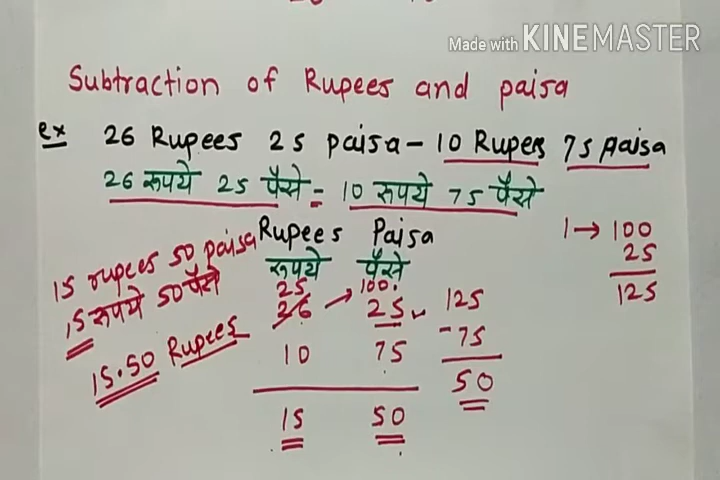 Made with KINEMASTER
Subtraction of Rupees and paisa
ex 26 Rupees 25 paisa - 10 Rupes 75 paisa
26 रूपये 25 पैसे - 10 रूपये 75 पैसे
Rupees Paisa
रूपये पैसे
25 100
26 25 125
10 75 -75
15 50 50
1 → 100
25
125
15 rupees 50 paisa
15 रूपये 50 पैसे
15.50 Rupees